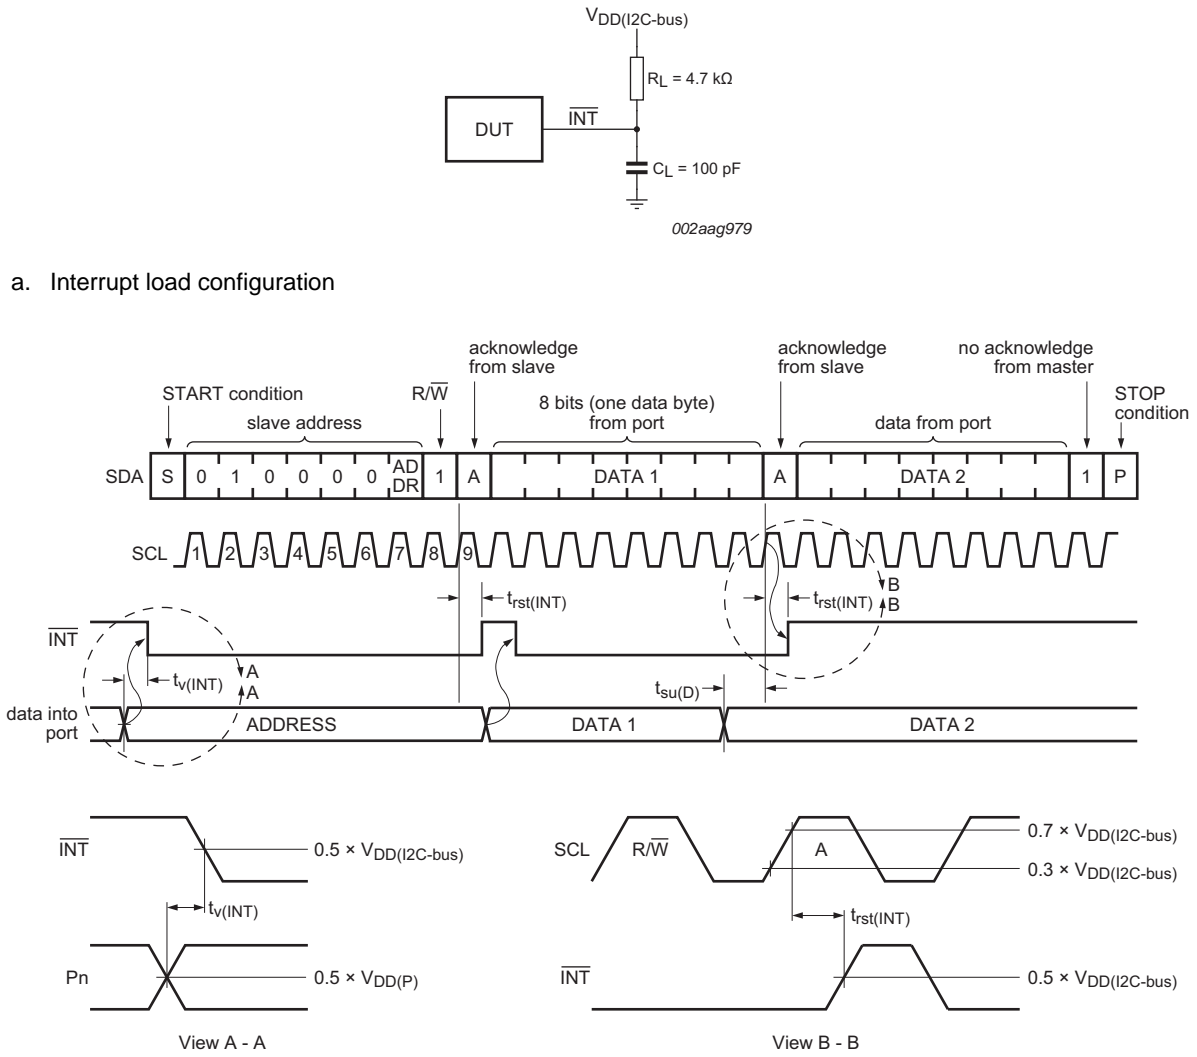 VDD(I2C-bus)
RL = 4.7 kΩ
DUT
INT
CL = 100 pF
002aag979
a. Interrupt load configuration
acknowledge
from slave
acknowledge
from slave
no acknowledge
from master
START condition
R/W
8 bits (one data byte)
from port
STOP
condition
slave address
data from port
SDA S 0 1 0 0 0 0 AD DR 1 A DATA 1 A DATA 2 1 P
SCL 1 2 3 4 5 6 7 8 9
trst(INT)
trst(INT)
B
B
INT
tv(INT)
A
A
tsu(D)
data into
port
ADDRESS
DATA 1
DATA 2
INT
0.5 × VDD(I2C-bus)
tv(INT)
Pn
0.5 × VDD(P)
View A - A
SCL
R/W
A
0.7 × VDD(I2C-bus)
0.3 × VDD(I2C-bus)
trst(INT)
INT
0.5 × VDD(I2C-bus)
View B - B